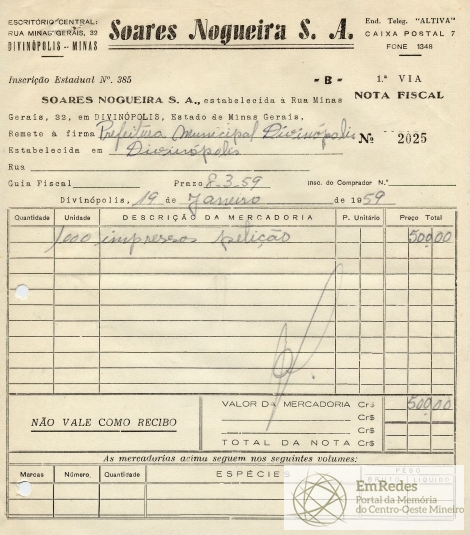 ESCRITÓRIO CENTRAL:
RUA MINAS GERAIS, 32
DIVINÓPOLIS - MINAS
Soares Nogueira S. A.
End. Teleg. "ALTIVA"
CAIXA POSTAL 7
FONE 1348
Inscrição Estadual Nº. 385
- B -
1.ª VIA
SOARES NOGUEIRA S. A., estabelecida à Rua Minas
NOTA FISCAL
Gerais, 32, em DIVINÓPOLIS, Estado de Minas Gerais.
Remete à firma Prefeitura Municipal Divinópolis
Nº 2025
Estabelecida em Divinópolis
Rua
Guia Fiscal Prazo 8-3-59 Insc. do Comprador N.º
Divinópolis, 19 de Janeiro de 1959
Quantidade Unidade DESCRIÇÃO DA MERCADORIA P. Unitário Preço Total
1000 impressos petição 500,00
VALOR DA MERCADORIA Cr$ 500,00
Cr$
NÃO VALE COMO RECIBO
TOTAL DA NOTA Cr$
As mercadorias acima seguem nos seguintes volumes:
Marcas Número Quantidade ESPÉCIES PESO
BRUTO LÍQUIDO
EmRedes
Portal da Memória
do Centro-Oeste Mineiro